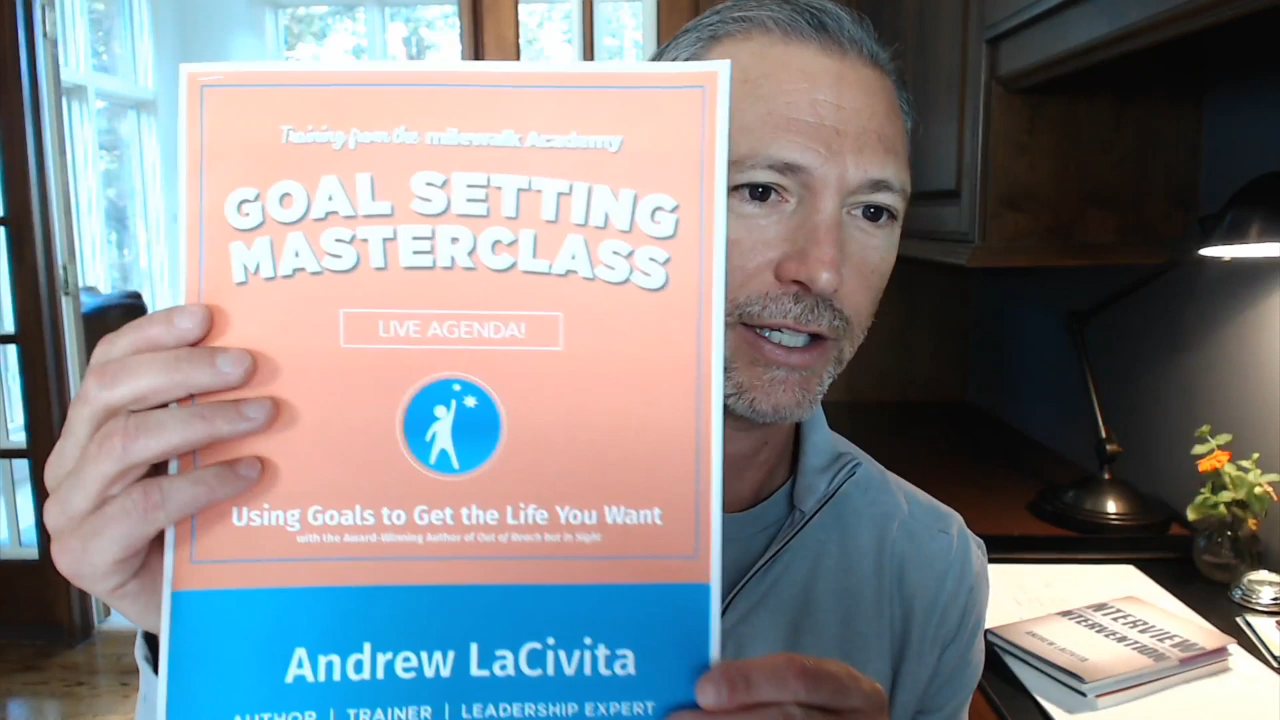 Training from the milewalk Academy
GOAL SETTING
MASTERCLASS
LIVE AGENDA!
Using Goals to Get the Life You Want
with the Award-Winning Author of Out of Reach but in Sight
Andrew LaCivita
AUTHOR | TRAINER | LEADERSHIP EXPERT
INTERVIEW
INTERVENTION
ANDREW LACIVITA